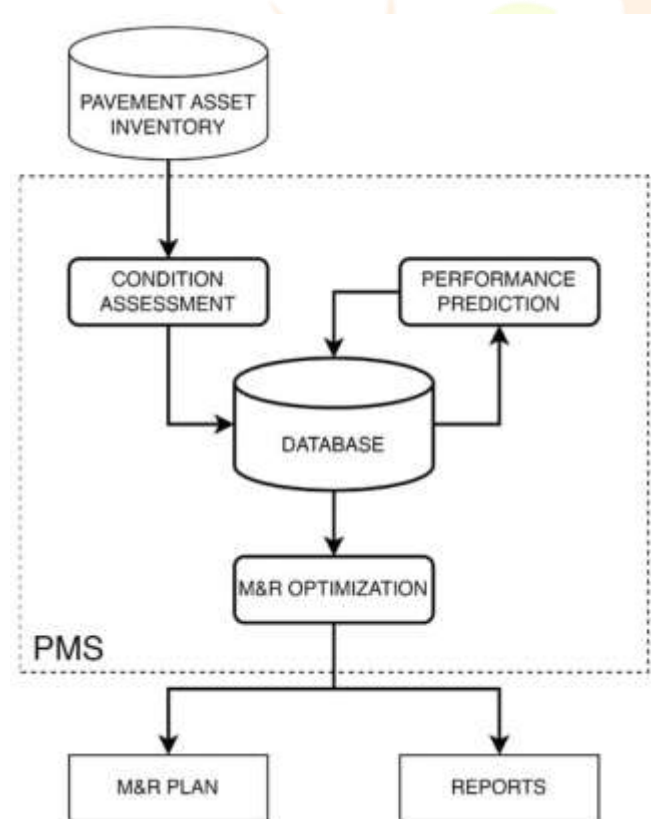 PAVEMENT ASSET
INVENTORY
CONDITION
ASSESSMENT
PERFORMANCE
PREDICTION
DATABASE
M&R OPTIMIZATION
PMS
M&R PLAN
REPORTS